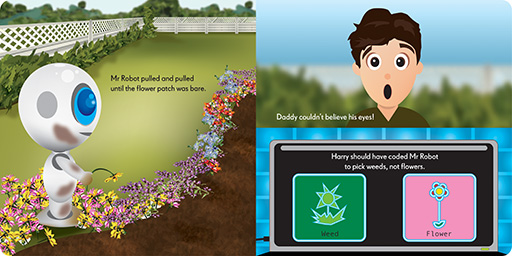 Mr Robot pulled and pulled
until the flower patch was bare.
Daddy couldn't believe his eyes!
Harry should have coded Mr Robot
to pick weeds, not flowers.
Weed
Flower